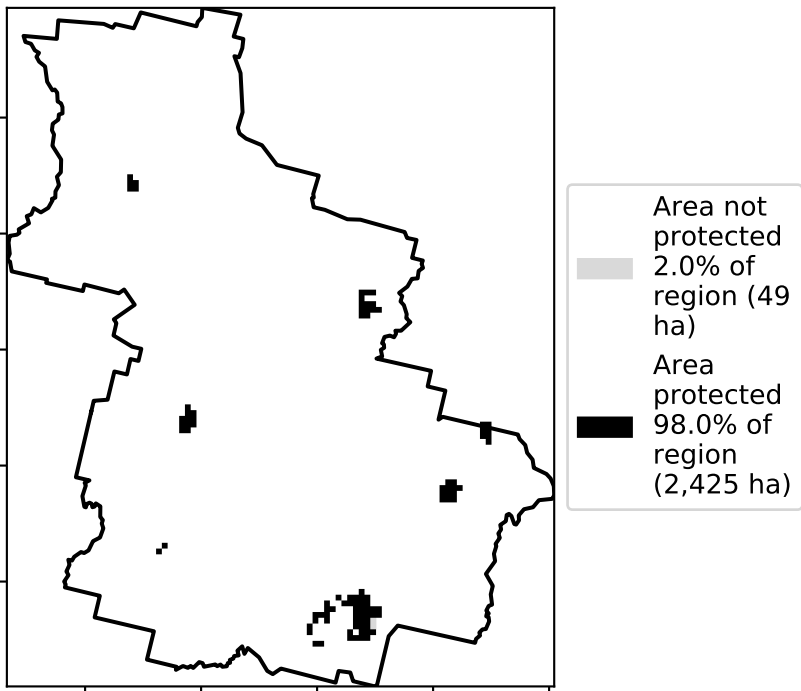 Area not
protected
2.0% of
region (49
ha)
Area
protected
98.0% of
region
(2,425 ha)